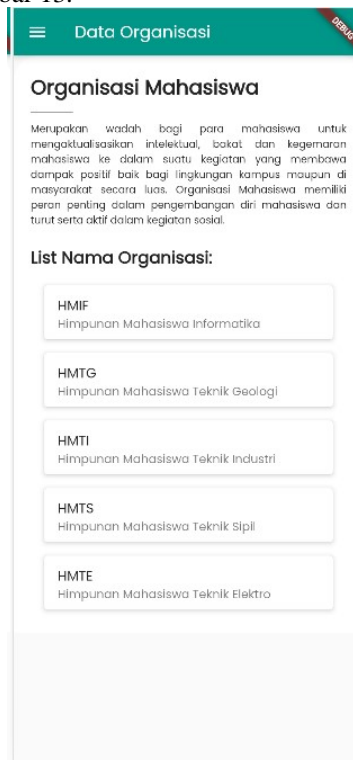 Data Organisasi
DEBUG
Organisasi Mahasiswa
Merupakan wadah bagi para mahasiswa untuk
mengaktualisasikan intelektual, bakat dan kegemaran
mahasiswa ke dalam suatu kegiatan yang membawa
dampak positif baik bagi lingkungan kampus maupun di
masyarakat secara luas. Organisasi Mahasiswa memiliki
peran penting dalam pengembangan diri mahasiswa dan
turut serta aktif dalam kegiatan sosial.
List Nama Organisasi:
HMIF
Himpunan Mahasiswa Informatika
HMTG
Himpunan Mahasiswa Teknik Geologi
HMTI
Himpunan Mahasiswa Teknik Industri
HMTS
Himpunan Mahasiswa Teknik Sipil
HMTE
Himpunan Mahasiswa Teknik Elektro